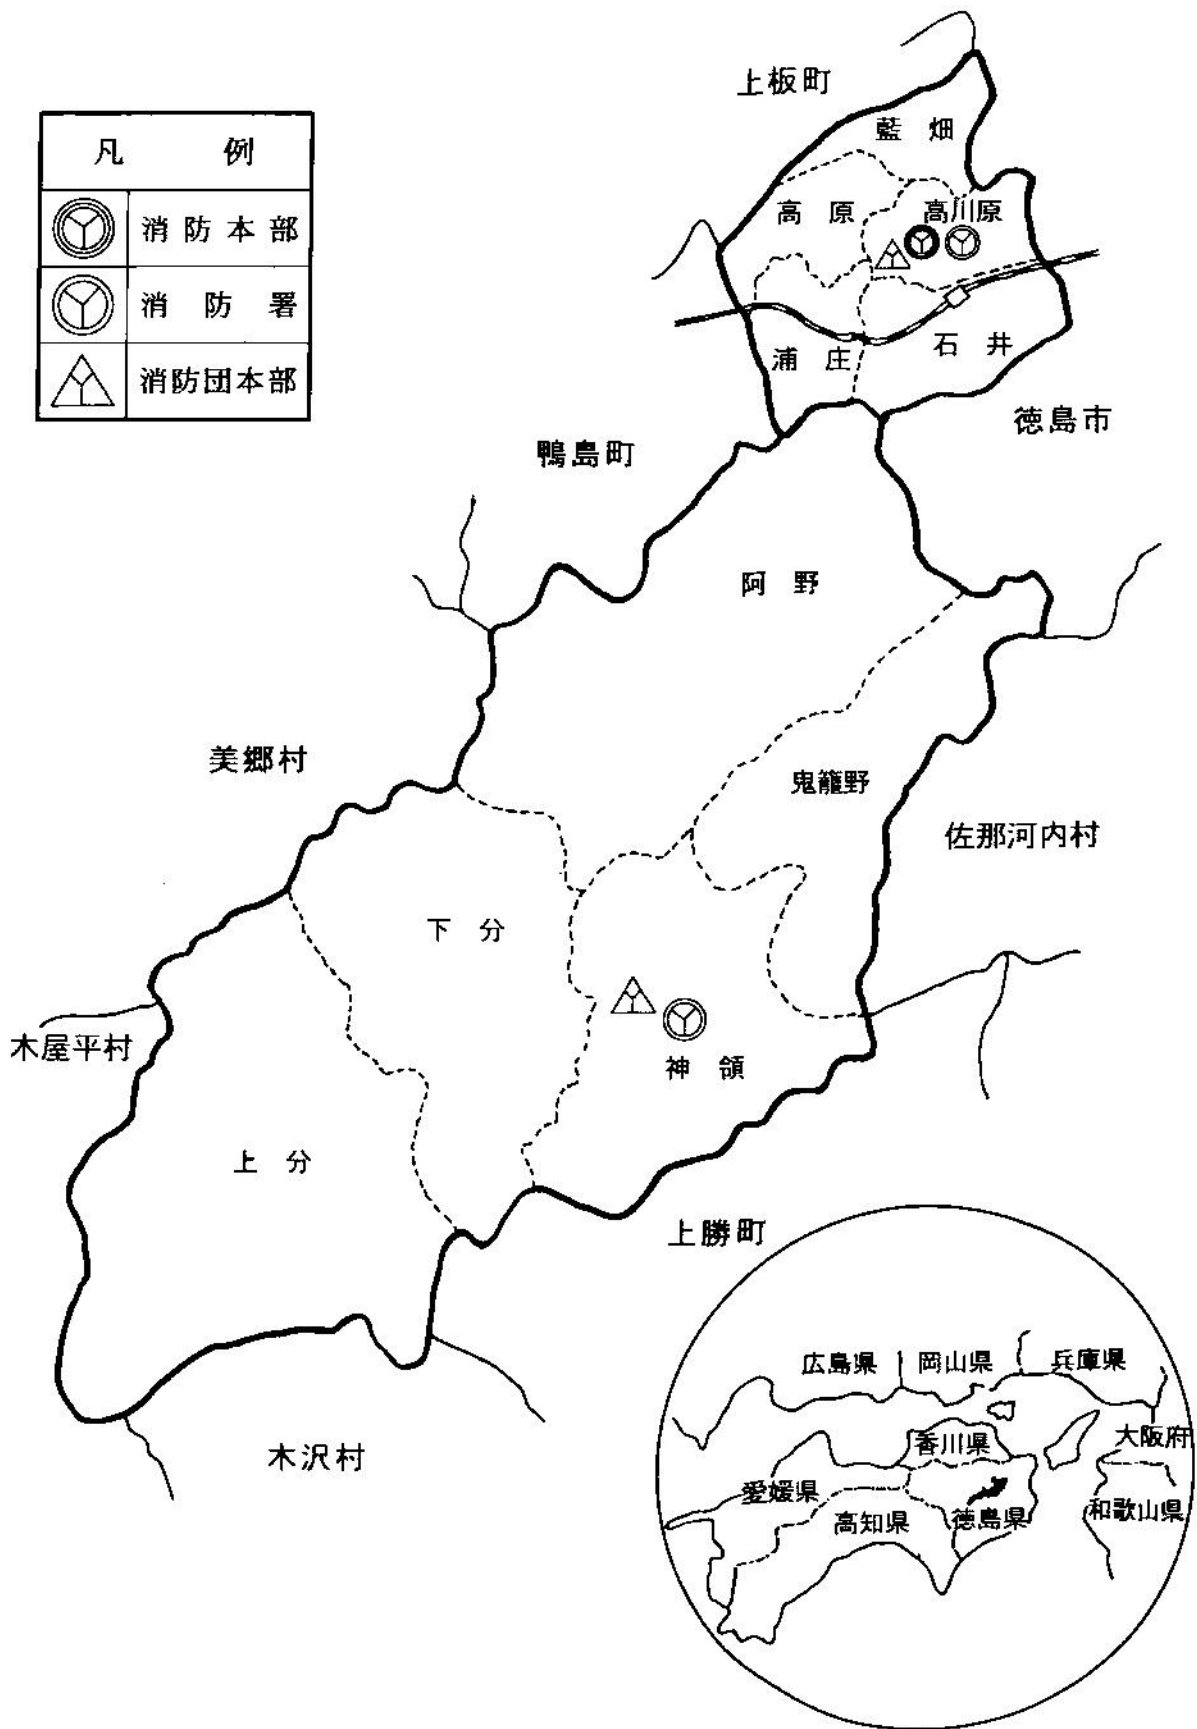 上板町
藍畑
凡例
消防本部
消防署
消防団本部
高原
高川原
浦庄
石井
徳島市
鴨島町
阿野
美郷村
鬼籠野
佐那河内村
下分
木屋平村
神領
上分
上勝町
木沢村
広島県
岡山県
兵庫県
香川県
大阪府
愛媛県
高知県
徳島県
和歌山県